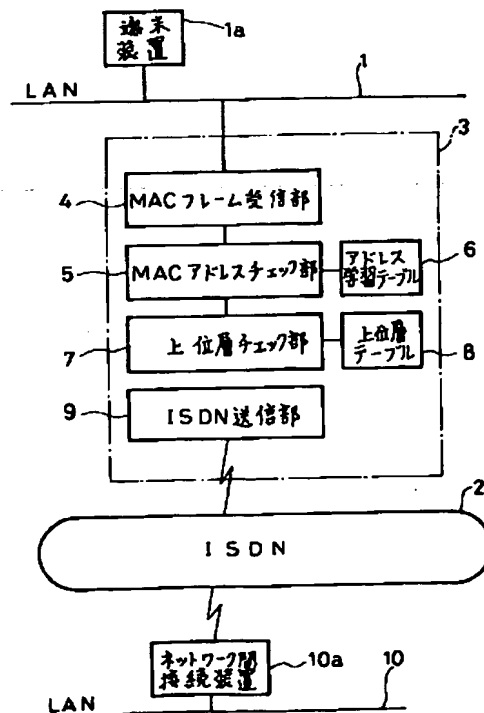 端末
装置
1a
LAN
1
3
MACフレーム受信部
4
MACアドレスチェック部
5
アドレス
学習テーブル
6
上位層チェック部
7
上位層
テーブル
8
ISDN送信部
9
2
ISDN
ネットワーク間
接続装置
10a
10
LAN